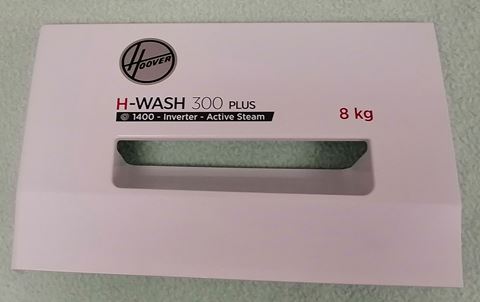 HOOVER
H-WASH 300 PLUS
1400 - Inverter - Active Steam
8 kg